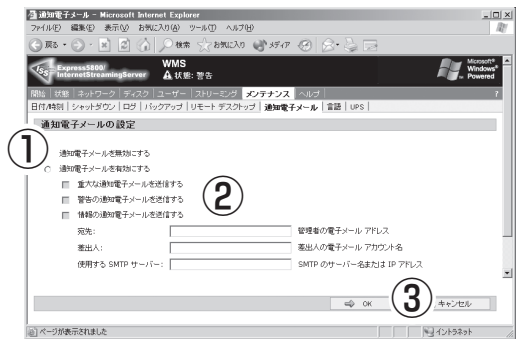 通知電子メール - Microsoft Internet Explorer
ファイル(F) 編集(E) 表示(V) お気に入り(A) ツール(T) ヘルプ(H)
戻る 検索 お気に入り メディア
Express5800/
InternetStreamingServer
WMS
状態: 警告
Microsoft®
Windows®
Powered
開始 状態 ネットワーク ディスク ユーザー ストリーミング メンテナンス ヘルプ ?
日付/時刻 | シャットダウン | ログ | バックアップ | リモート デスクトップ | 通知電子メール | 言語 | UPS |
通知電子メールの設定
① 通知電子メールを無効にする
通知電子メールを有効にする
重大な通知電子メールを送信する
② 警告の通知電子メールを送信する
情報の通知電子メールを送信する
宛先: 管理者の電子メール アドレス
差出人: 差出人の電子メール アカウント名
使用する SMTP サーバー: SMTP のサーバー名または IP アドレス
OK ③ キャンセル
ページが表示されました イントラネット